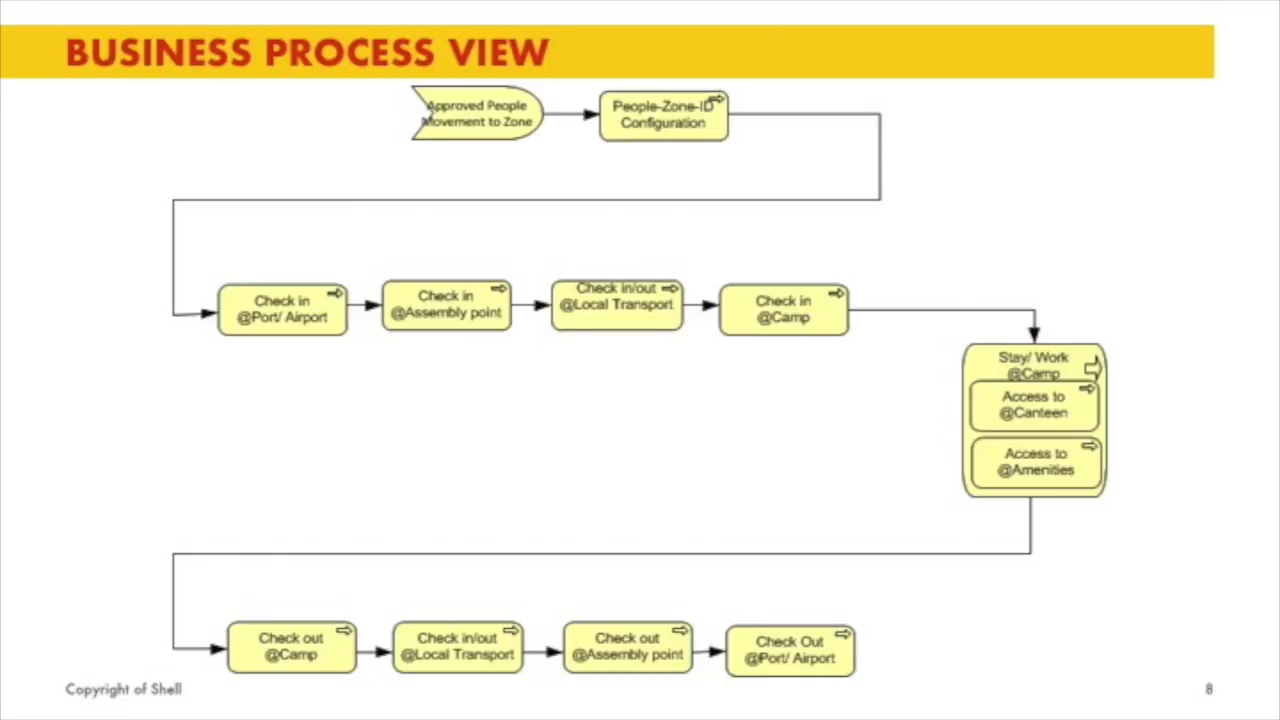 BUSINESS PROCESS VIEW
Approved People
Movement to Zone
People-Zone-ID
Configuration
Check in
@Port/ Airport
Check in
@Assembly point
Check in/out
@Local Transport
Check in
@Camp
Stay/ Work
@Camp
Access to
@Canteen
Access to
@Amenities
Check out
@Camp
Check in/out
@Local Transport
Check out
@Assembly point
Check Out
@Port/ Airport
Copyright of Shell
8